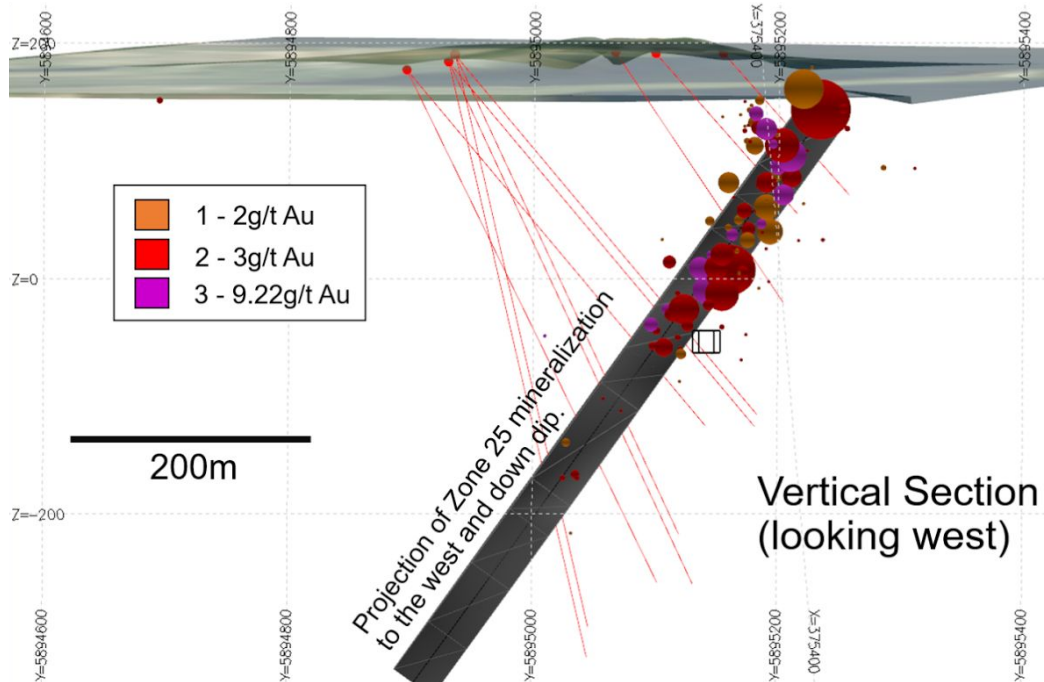 Y=5894600
Y=5894800
Y=5895000
X=375400
Y=5895200
Y=5895400
Z=200
1 - 2g/t Au
2 - 3g/t Au
3 - 9.22g/t Au
Z=0
200m
Projection of Zone 25 mineralization
to the west and down dip.
Vertical Section
(looking west)
Z=-200
Y=5894600
Y=5894800
Y=5895000
Y=5895200
X=375400
Y=5895400